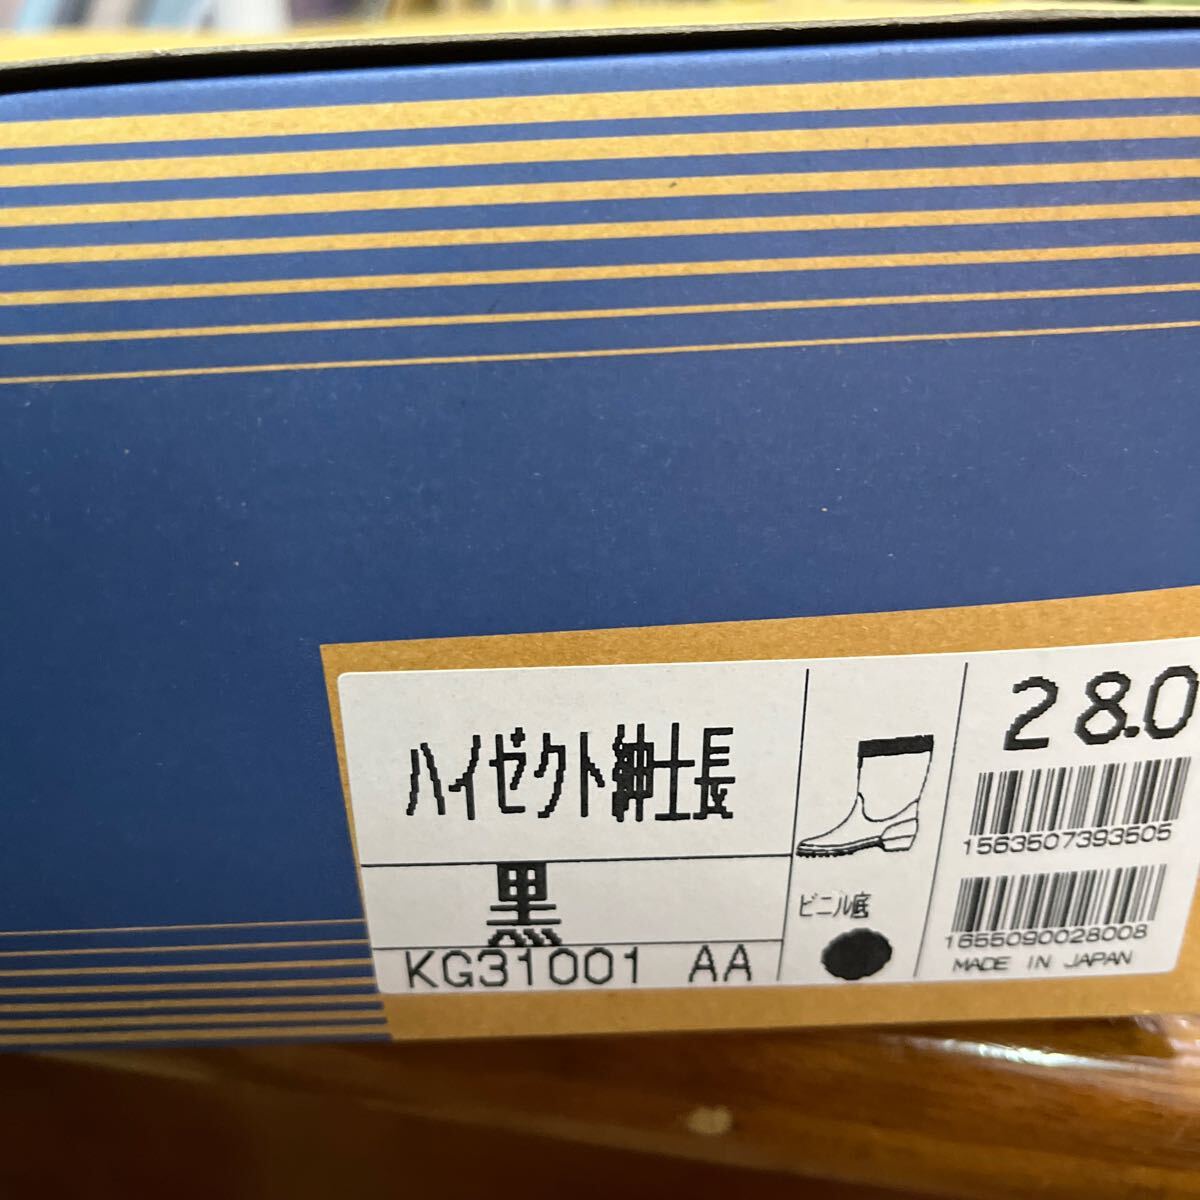 ハイゼクト紳士長
黒
KG31001 AA
ビニル底
28.0
1563507393505
1655090028008
MADE IN JAPAN